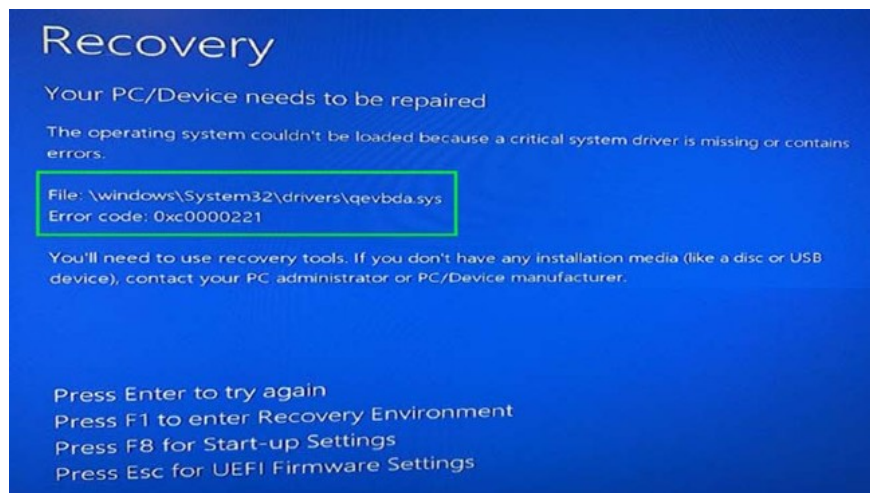 Recovery
Your PC/Device needs to be repaired
The operating system couldn't be loaded because a critical system driver is missing or contains
errors.
File: \windows\System32\drivers\qevbda.sys
Error code: 0xc0000221
You'll need to use recovery tools. If you don't have any installation media (like a disc or USB
device), contact your PC administrator or PC/Device manufacturer.
Press Enter to try again
Press F1 to enter Recovery Environment
Press F8 for Start-up Settings
Press Esc for UEFI Firmware Settings